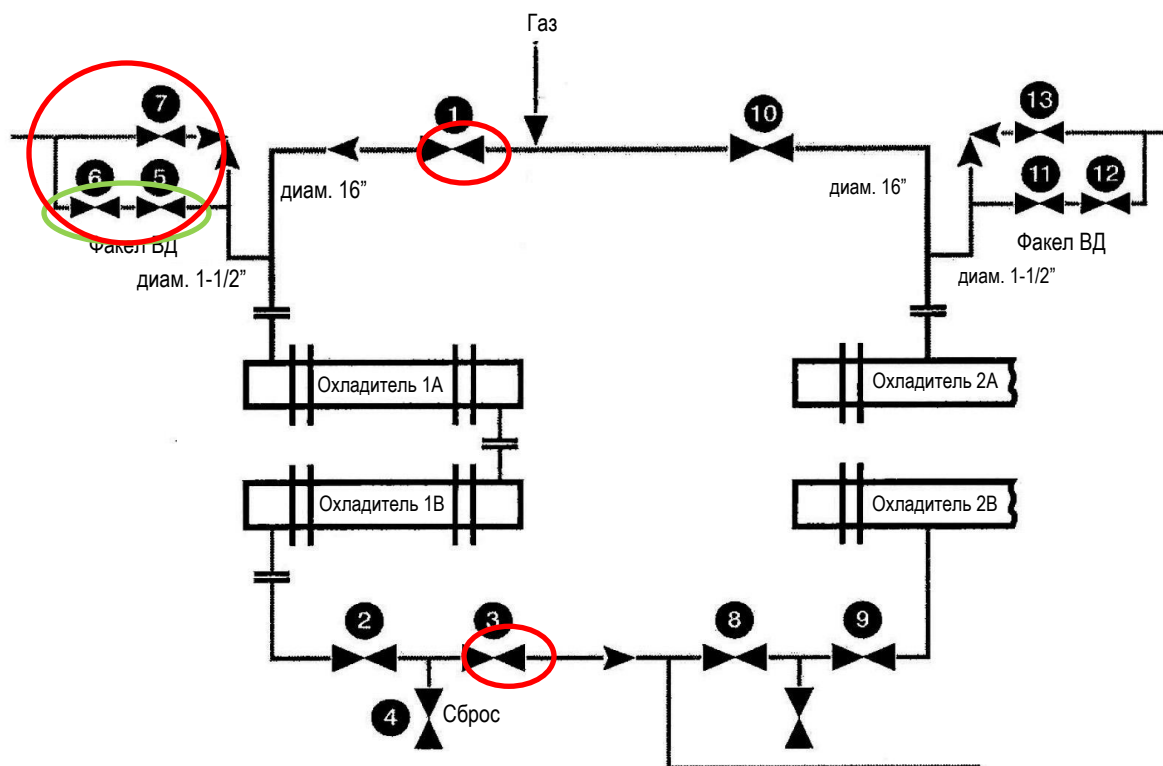 Газ
7
1
10
13
6
5
11
12
диам. 16”
диам. 16”
Факел ВД
Факел ВД
диам. 1-1/2”
диам. 1-1/2”
Охладитель 1А
Охладитель 2А
Охладитель 1В
Охладитель 2В
2
3
8
9
4
Сброс